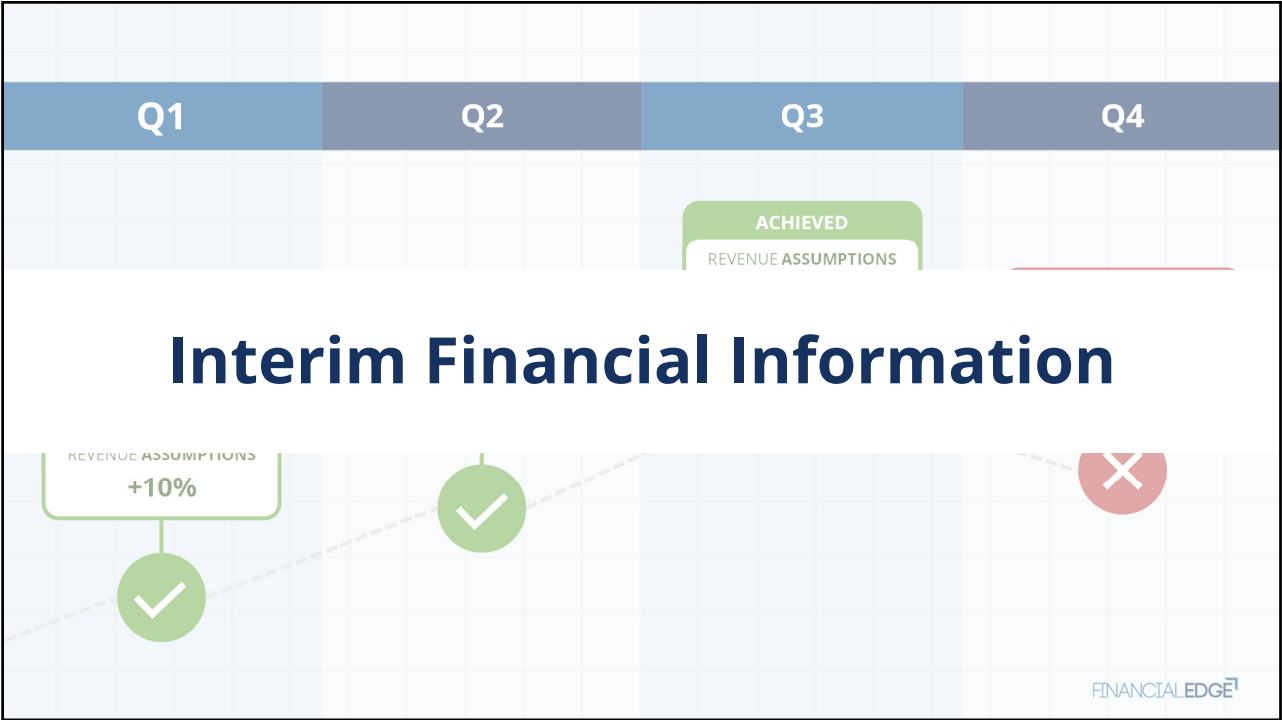 Q1
Q2
Q3
Q4
ACHIEVED
REVENUE ASSUMPTIONS
Interim Financial Information
REVENUE ASSUMPTIONS
+10%
FINANCIALEDGE